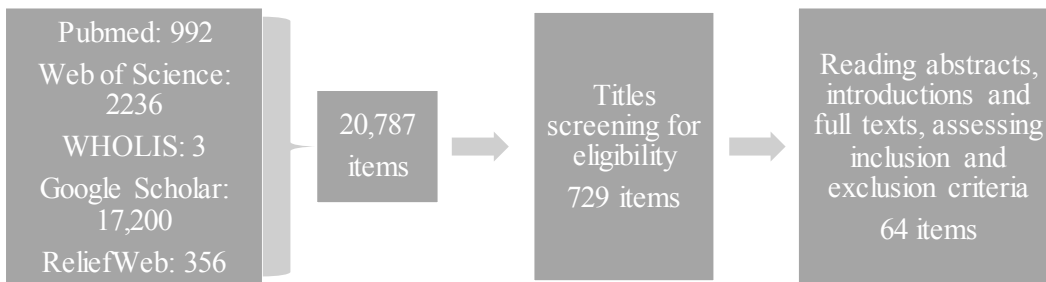 Pubmed: 992
Web of Science:
2236
WHOLIS: 3
Google Scholar:
17,200
ReliefWeb: 356
20,787
items
Titles
screening for
eligibility
729 items
Reading abstracts,
introductions and
full texts, assessing
inclusion and
exclusion criteria
64 items